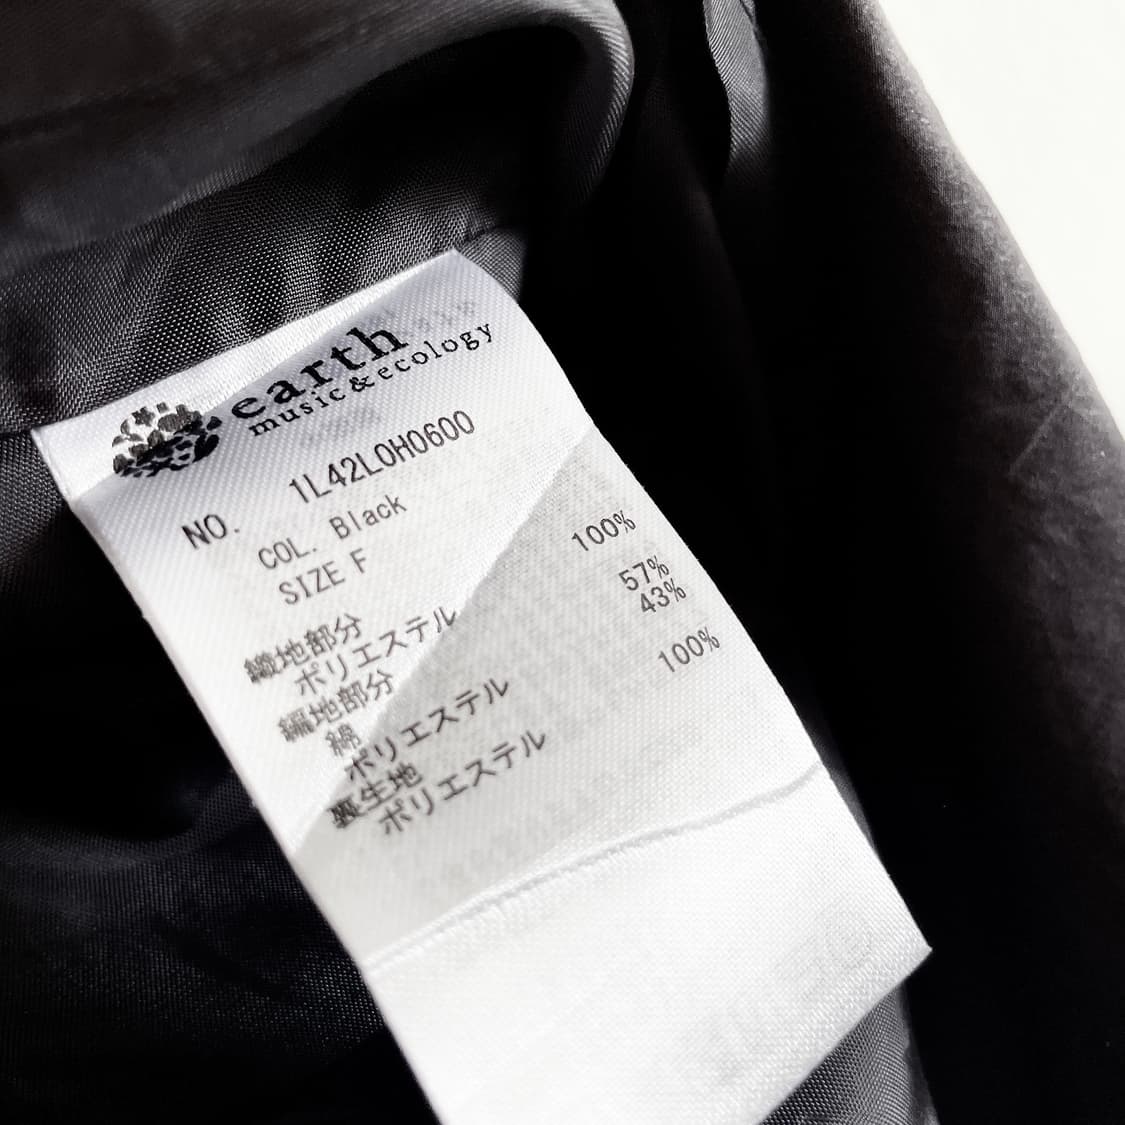 earth
music&ecology
NO. 1L42L0H0600
COL. Black
SIZE F
織地部分
ポリエステル 100%
編地部分
綿 57%
ポリエステル 43%
裏生地
ポリエステル 100%